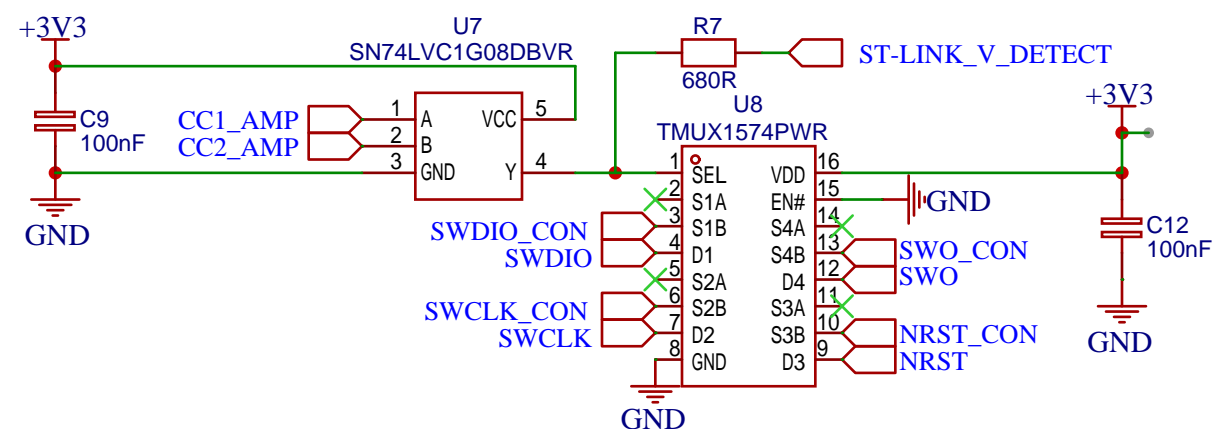 +3V3
U7
SN74LVC1G08DBVR
C9
100nF
GND
CC1_AMP
CC2_AMP
1
A
2
B
3
GND
VCC
5
Y
4
R7
680R
ST-LINK_V_DETECT
U8
TMUX1574PWR
1
SEL
2
S1A
SWDIO_CON
3
S1B
SWDIO
4
D1
5
S2A
SWCLK_CON
6
S2B
SWCLK
7
D2
8
GND
GND
VDD
16
EN#
15
GND
S4A
14
S4B
13
SWO_CON
D4
12
SWO
S3A
11
S3B
10
NRST_CON
D3
9
NRST
+3V3
C12
100nF
GND